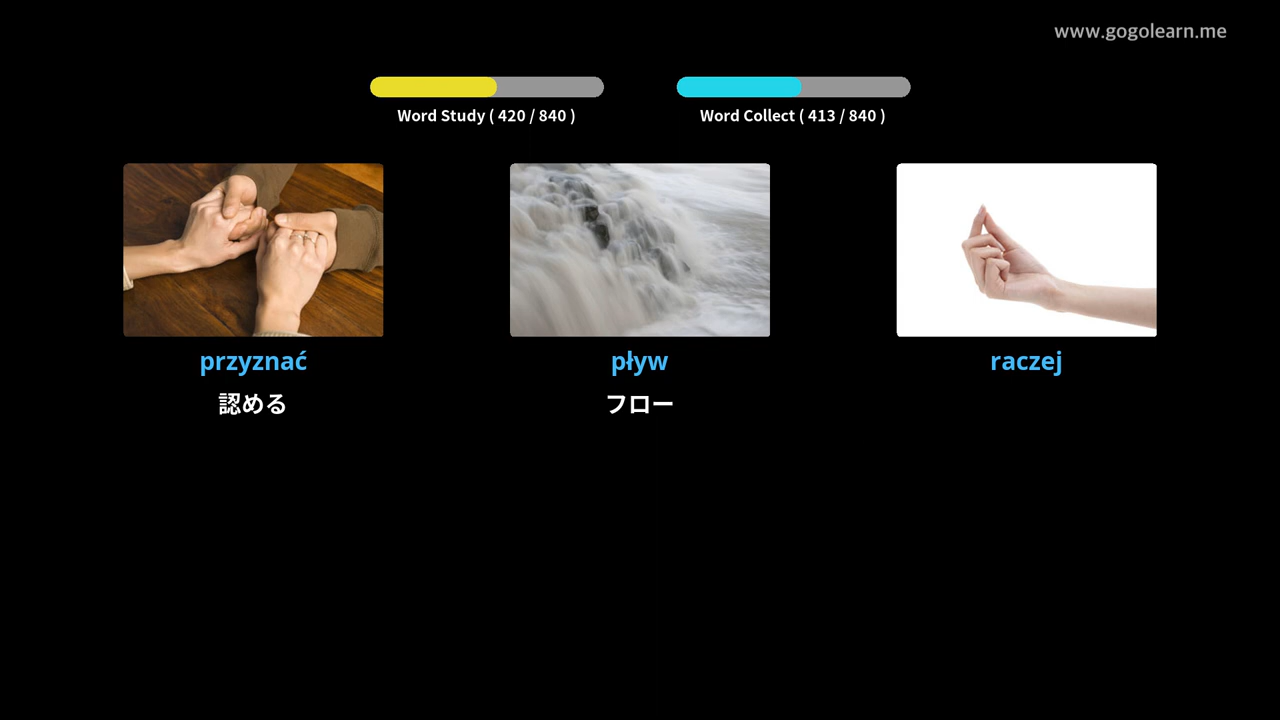 www.gogolearn.me
Word Study ( 420 / 840 )
Word Collect ( 413 / 840 )
przyznać
認める
pływ
フロー
raczej